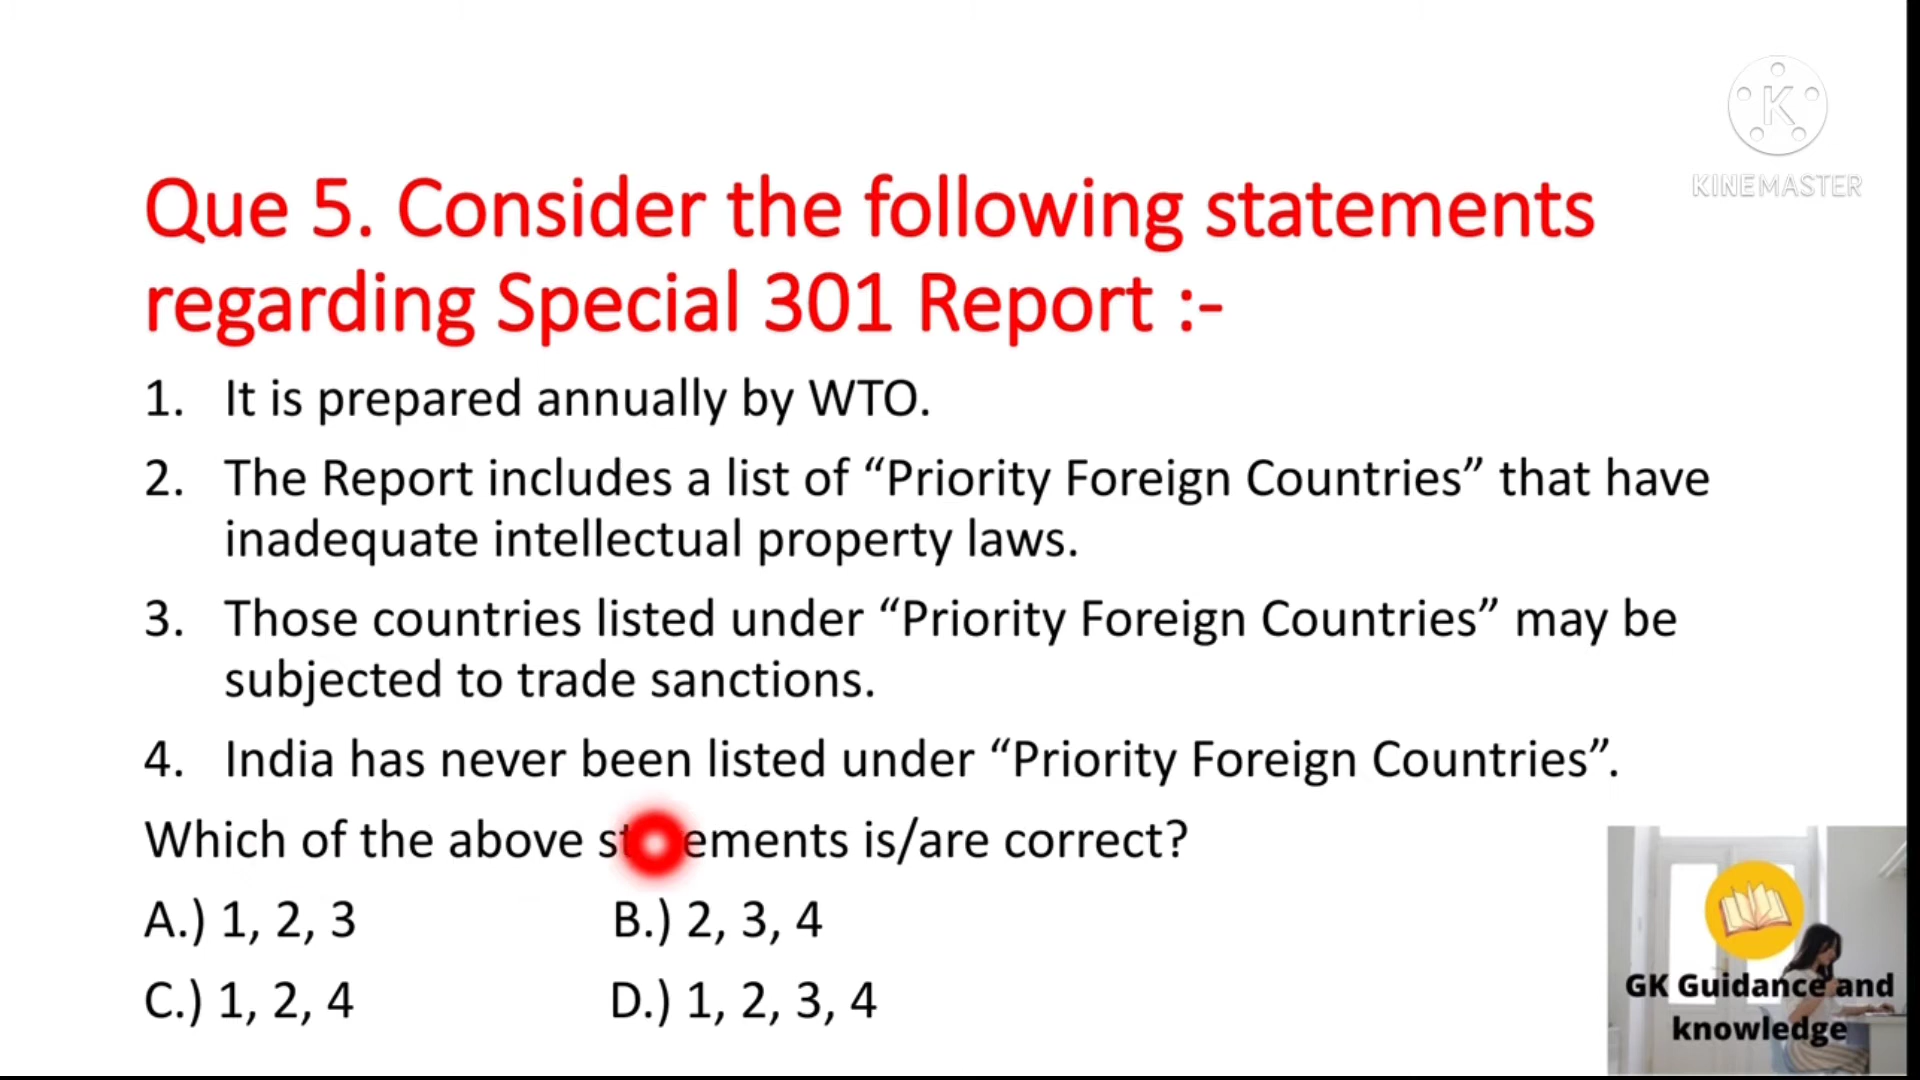 K
KINEMASTER
Que 5. Consider the following statements
regarding Special 301 Report :-
1. It is prepared annually by WTO.
2. The Report includes a list of “Priority Foreign Countries” that have
inadequate intellectual property laws.
3. Those countries listed under “Priority Foreign Countries” may be
subjected to trade sanctions.
4. India has never been listed under “Priority Foreign Countries”.
Which of the above statements is/are correct?
A.) 1, 2, 3 B.) 2, 3, 4
C.) 1, 2, 4 D.) 1, 2, 3, 4
GK Guidance and
knowledge